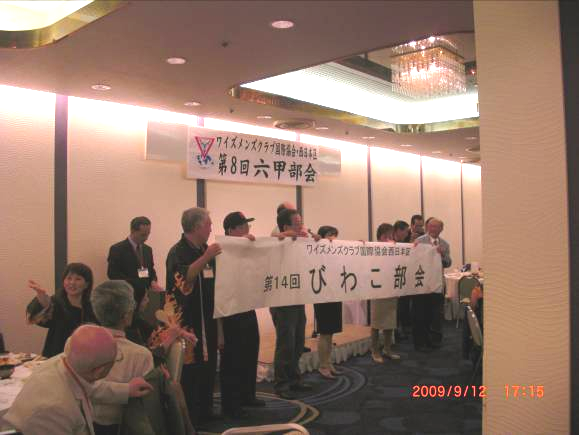 ワイズメンズクラブ国際協会・西日本区
第8回六甲部会
ワイズメンズクラブ国際協会西日本区
第14回 びわこ部会
2009/9/12 17:15